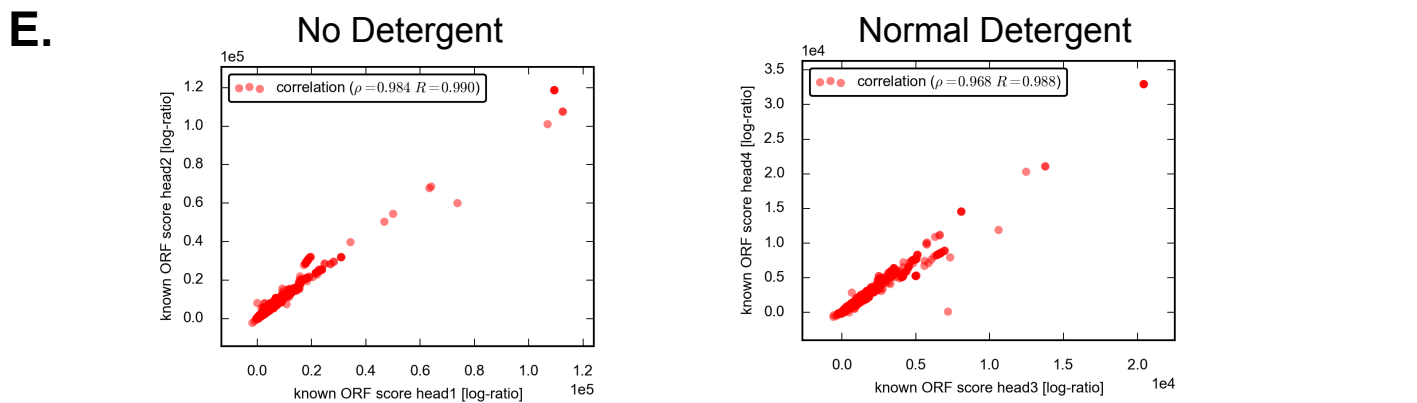 E.
No Detergent
1e5
correlation (ρ=0.984 R=0.990)
known ORF score head2 [log-ratio]
1.2
1.0
0.8
0.6
0.4
0.2
0.0
0.0 0.2 0.4 0.6 0.8 1.0 1.2
1e5
known ORF score head1 [log-ratio]
Normal Detergent
1e4
correlation (ρ=0.968 R=0.988)
known ORF score head4 [log-ratio]
3.5
3.0
2.5
2.0
1.5
1.0
0.5
0.0
0.0 0.5 1.0 1.5 2.0
1e4
known ORF score head3 [log-ratio]